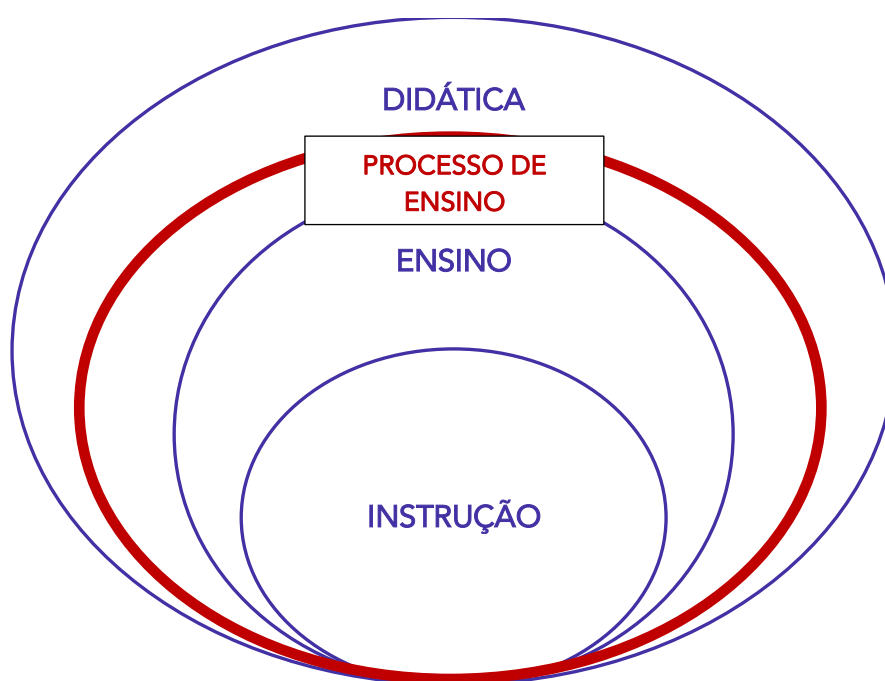 DIDÁTICA
PROCESSO DE
ENSINO
ENSINO
INSTRUÇÃO